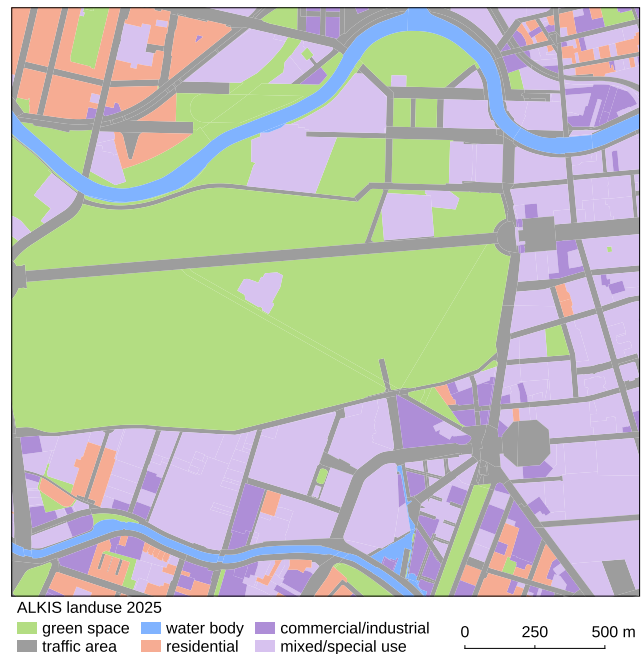 ALKIS landuse 2025
green space water body commercial/industrial
traffic area residential mixed/special use
0 250 500 m